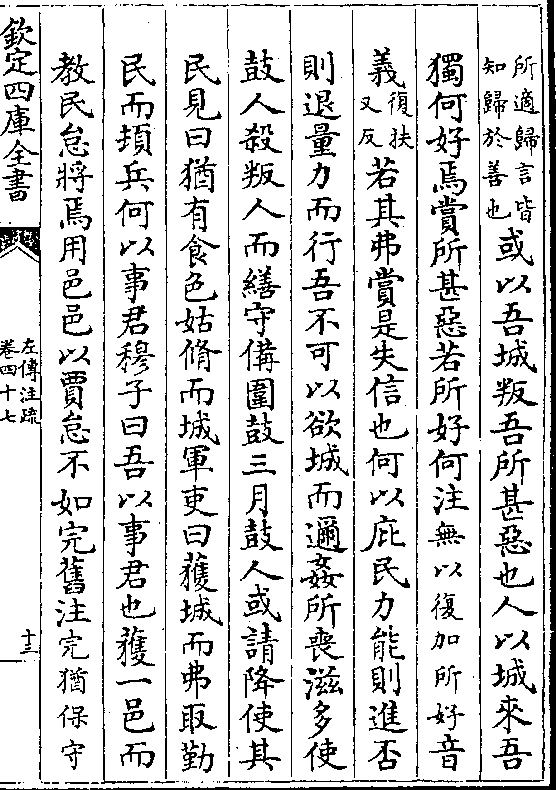 所適歸言皆
知歸於善也
或以吾城叛吾所甚惡也人以城來吾
獨何好焉賞所甚惡若所好何注無以復加所好音
義
復扶
又反
若其弗賞是失信也何以庇民力能則進否
則退量力而行吾不可以欲城而邇姦所喪滋多使
鼓人殺叛人而繕守備圍鼓三月鼓人或請降使其
民見曰猶有食色姑脩而城軍吏曰獲城而弗取勤
民而頓兵何以事君穆子曰吾以事君也獲一邑而
教民怠將焉用邑邑以賈怠不如完舊注完猶保守
欽定四庫全書
左傳注疏
卷四十七
十三